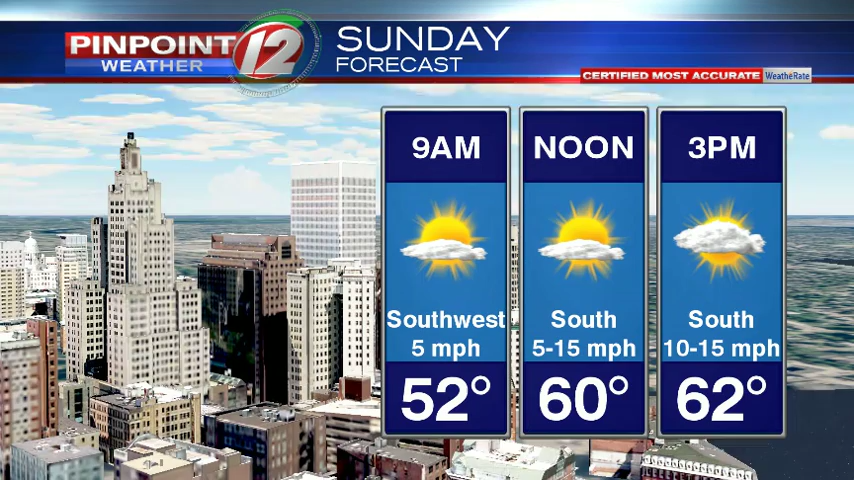 PINPOINT 12
WEATHER
SUNDAY
FORECAST
CERTIFIED MOST ACCURATE WeatheRate
9AM
Southwest
5 mph
52°
NOON
South
5-15 mph
60°
3PM
South
10-15 mph
62°